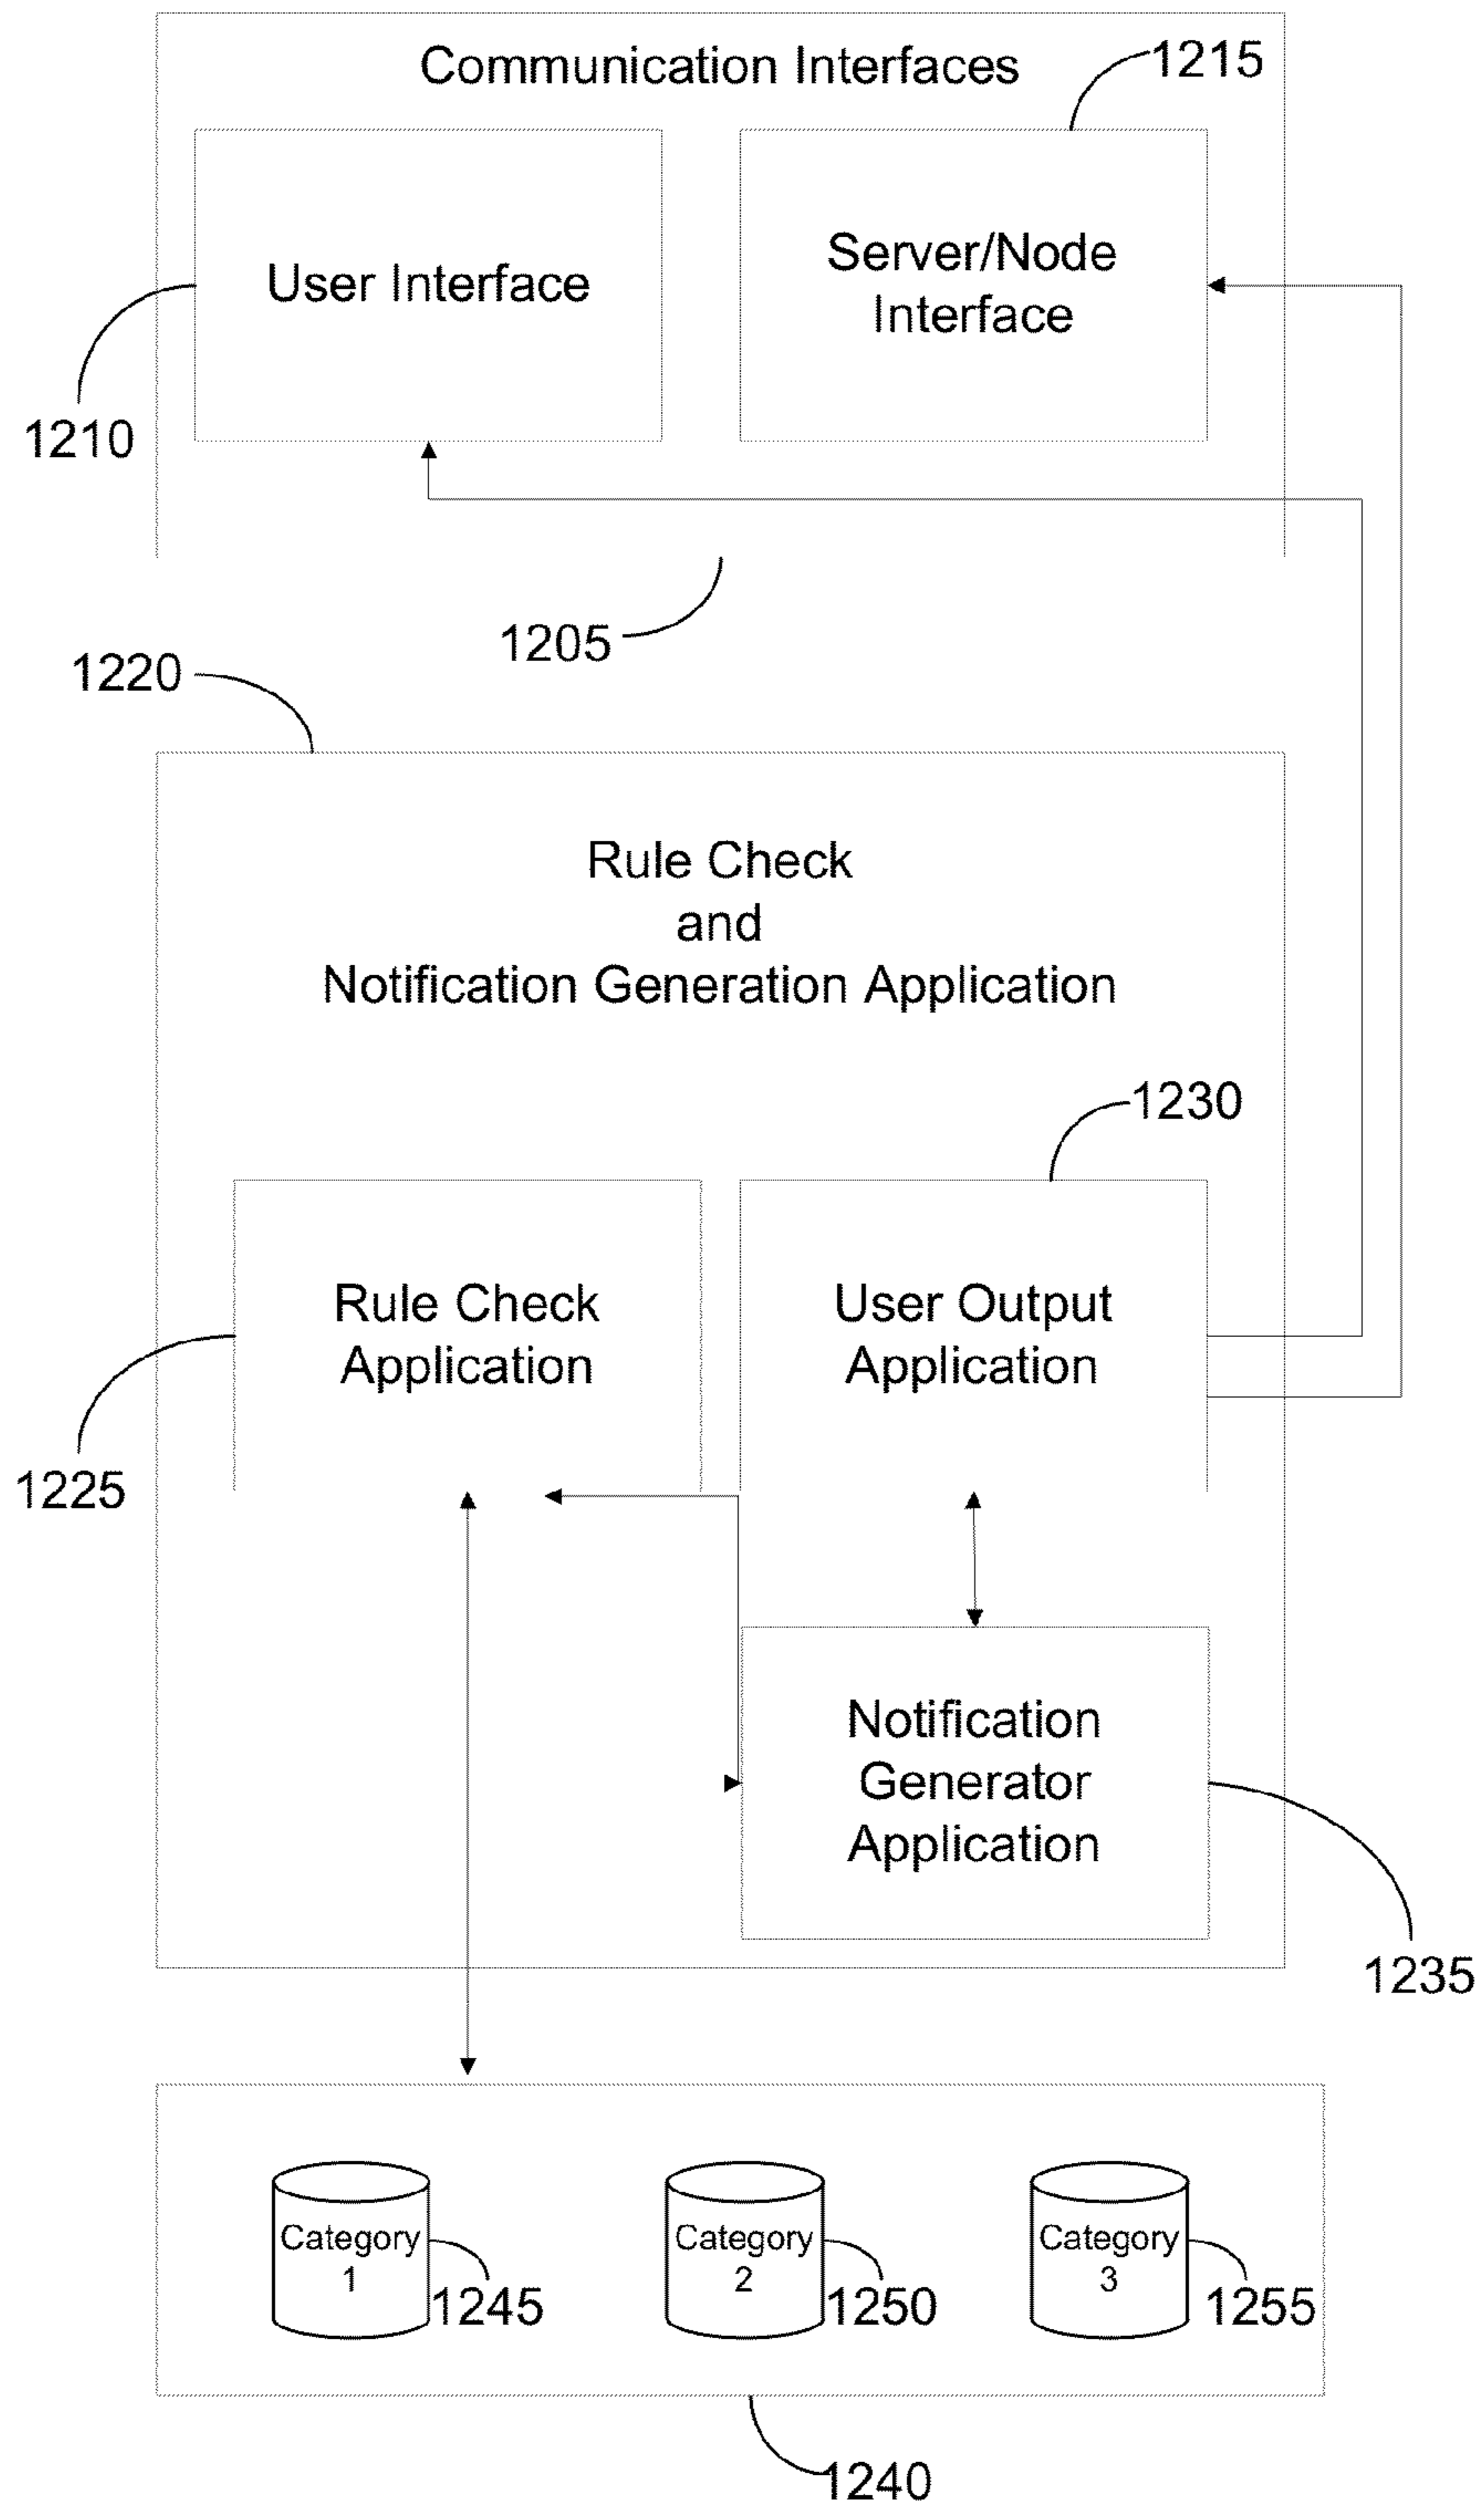 Communication Interfaces
1215
User Interface
Server/Node
Interface
1210
1205
1220
Rule Check
and
Notification Generation Application
1230
Rule Check
Application
User Output
Application
1225
Notification
Generator
Application
1235
Category
1
1245
Category
2
1250
Category
3
1255
1240